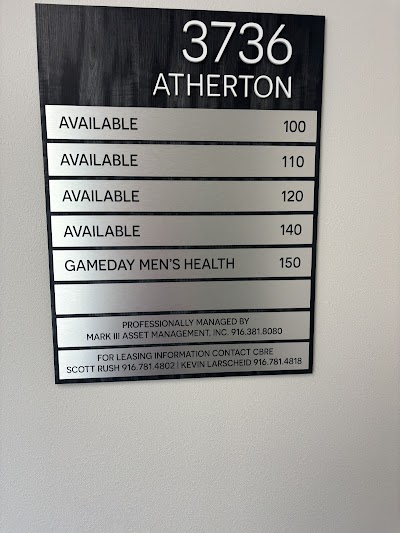 3736
ATHERTON
AVAILABLE 100
AVAILABLE 110
AVAILABLE 120
AVAILABLE 140
GAMEDAY MEN'S HEALTH 150
PROFESSIONALLY MANAGED BY
MARK III ASSET MANAGEMENT, INC. 916.381.8080
FOR LEASING INFORMATION CONTACT CBRE
SCOTT RUSH 916.781.4802 | KEVIN LARSCHEID 916.781.4818